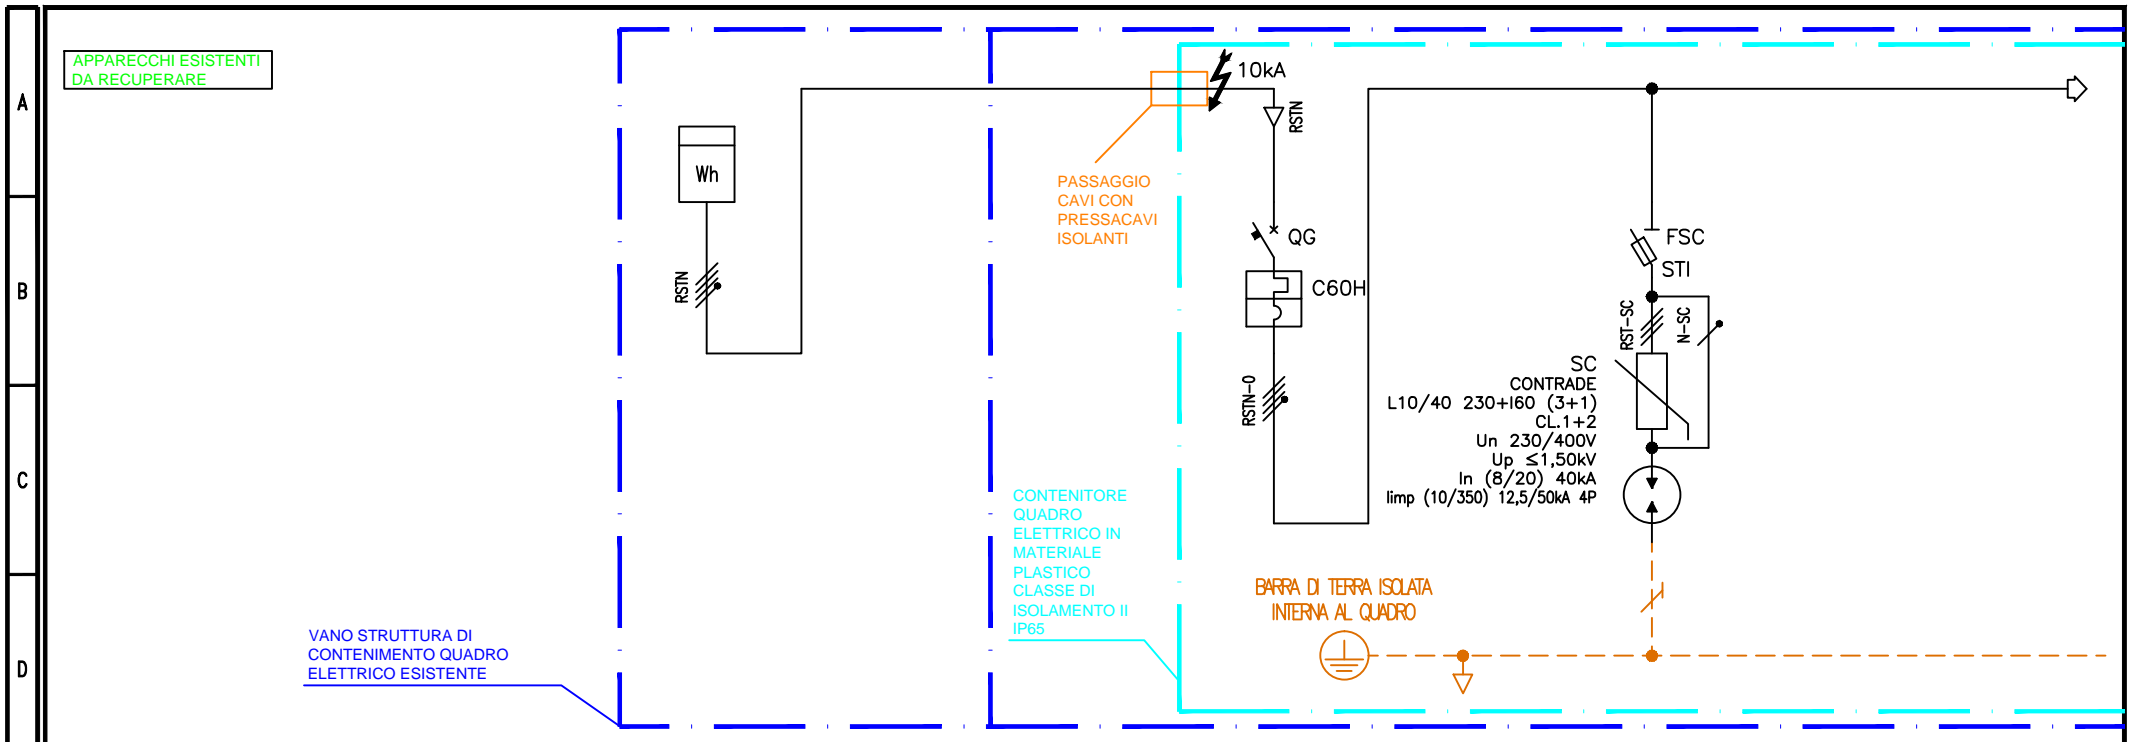 APPARECCHI ESISTENTI
DA RECUPERARE
A
B
C
D
Wh
RSTN
10kA
RSTN
PASSAGGIO
CAVI CON
PRESSACAVI
ISOLANTI
QG
C60H
RSTN-0
FSC
STI
RST-SC
N-SC
SC
CONTRADE
L10/40 230+I60 (3+1)
CL.1+2
Un 230/400V
Up ≤1,50kV
In (8/20) 40kA
Iimp (10/350) 12,5/50kA 4P
CONTENITORE
QUADRO
ELETTRICO IN
MATERIALE
PLASTICO
CLASSE DI
ISOLAMENTO II
IP65
BARRA DI TERRA ISOLATA
INTERNA AL QUADRO
VANO STRUTTURA DI
CONTENIMENTO QUADRO
ELETTRICO ESISTENTE